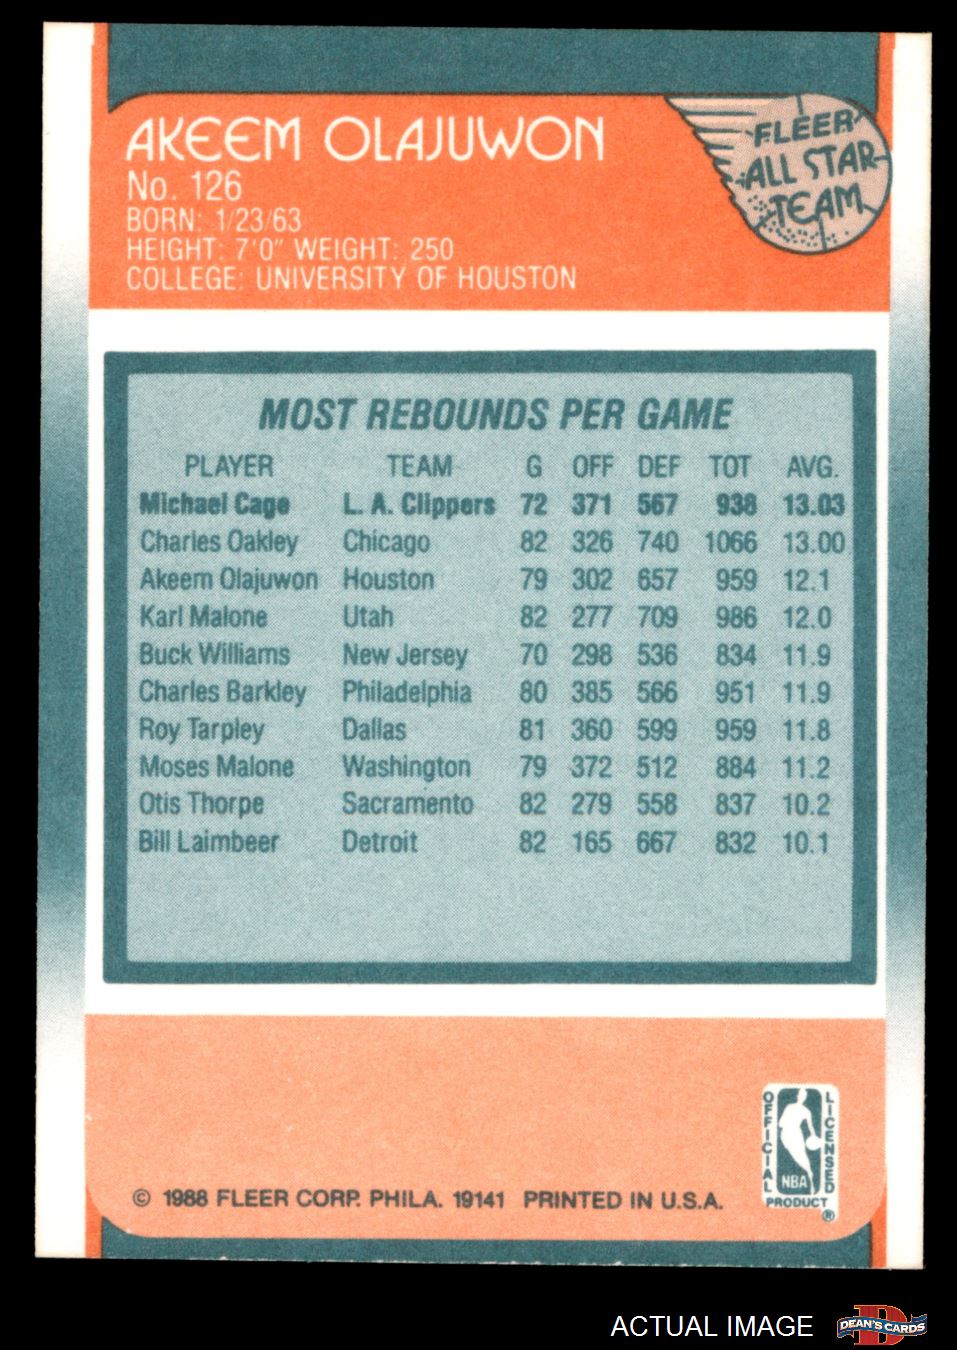 AKEEM OLAJUWON
No. 126
BORN: 1/23/63
HEIGHT: 7'0" WEIGHT: 250
COLLEGE: UNIVERSITY OF HOUSTON
FLEER
ALL STAR
TEAM
MOST REBOUNDS PER GAME
PLAYER TEAM G OFF DEF TOT AVG.
Michael Cage L. A. Clippers 72 371 567 938 13.03
Charles Oakley Chicago 82 326 740 1066 13.00
Akeem Olajuwon Houston 79 302 657 959 12.1
Karl Malone Utah 82 277 709 986 12.0
Buck Williams New Jersey 70 298 536 834 11.9
Charles Barkley Philadelphia 80 385 566 951 11.9
Roy Tarpley Dallas 81 360 599 959 11.8
Moses Malone Washington 79 372 512 884 11.2
Otis Thorpe Sacramento 82 279 558 837 10.2
Bill Laimbeer Detroit 82 165 667 832 10.1
OFFICIAL
LICENSED
NBA
PRODUCT
®
© 1988 FLEER CORP. PHILA. 19141 PRINTED IN U.S.A.
ACTUAL IMAGE
D
DEAN'S CARDS